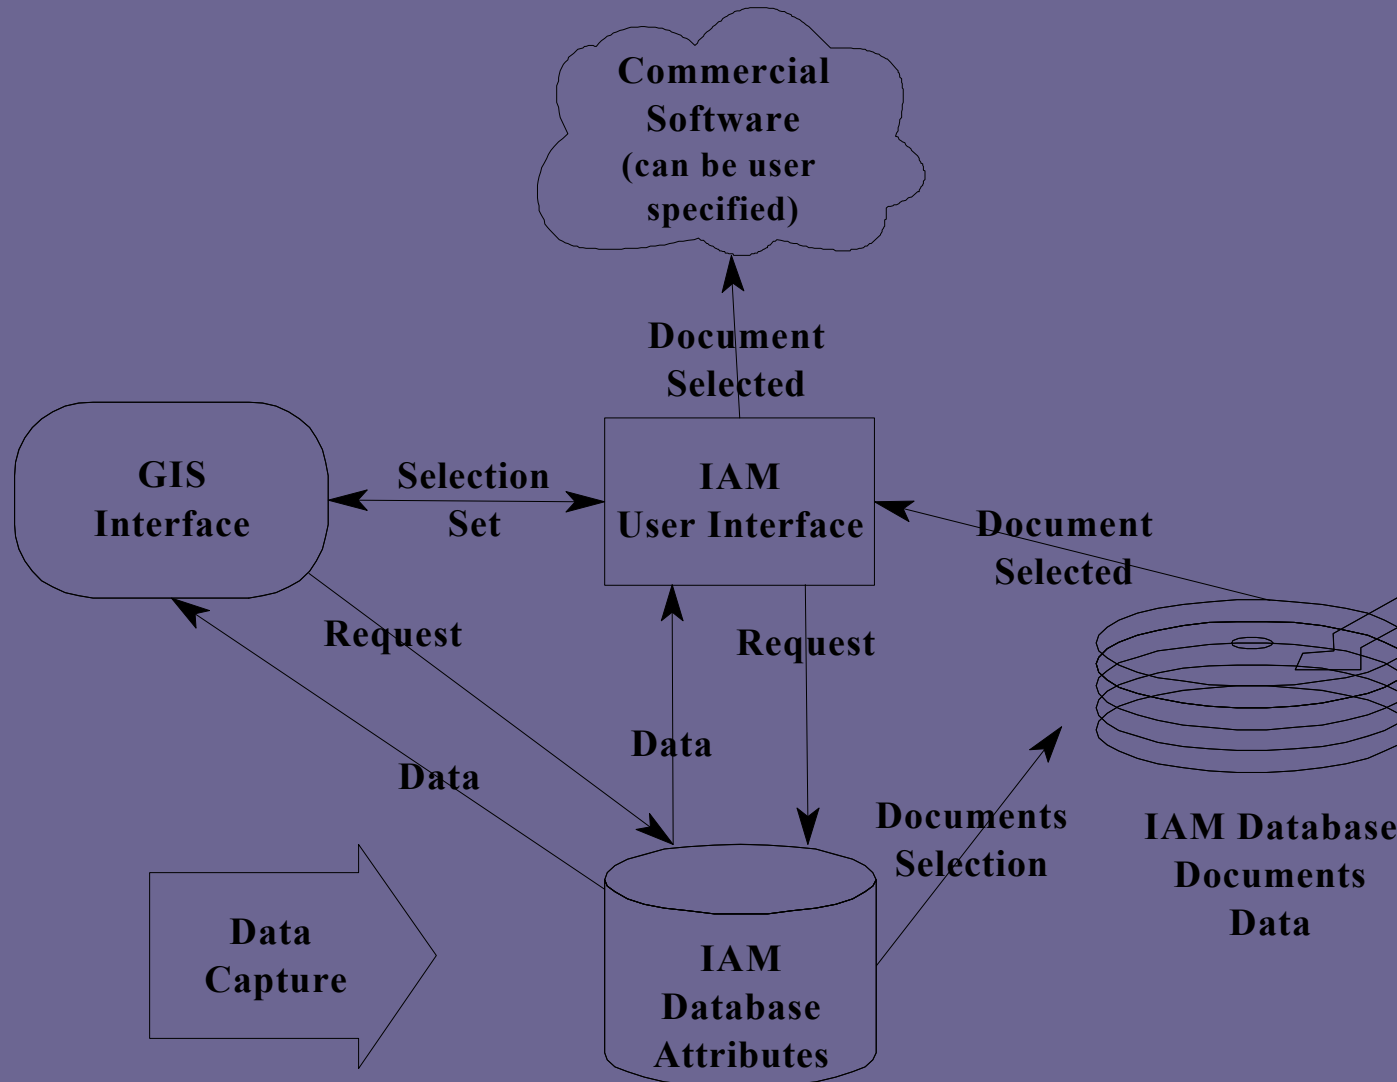 Commercial
Software
(can be user
specified)
Document
Selected
GIS
Interface
Selection
Set
IAM
User Interface
Document
Selected
Request
Request
Data
Data
Documents
Selection
IAM Database
Documents
Data
Data
Capture
IAM
Database
Attributes